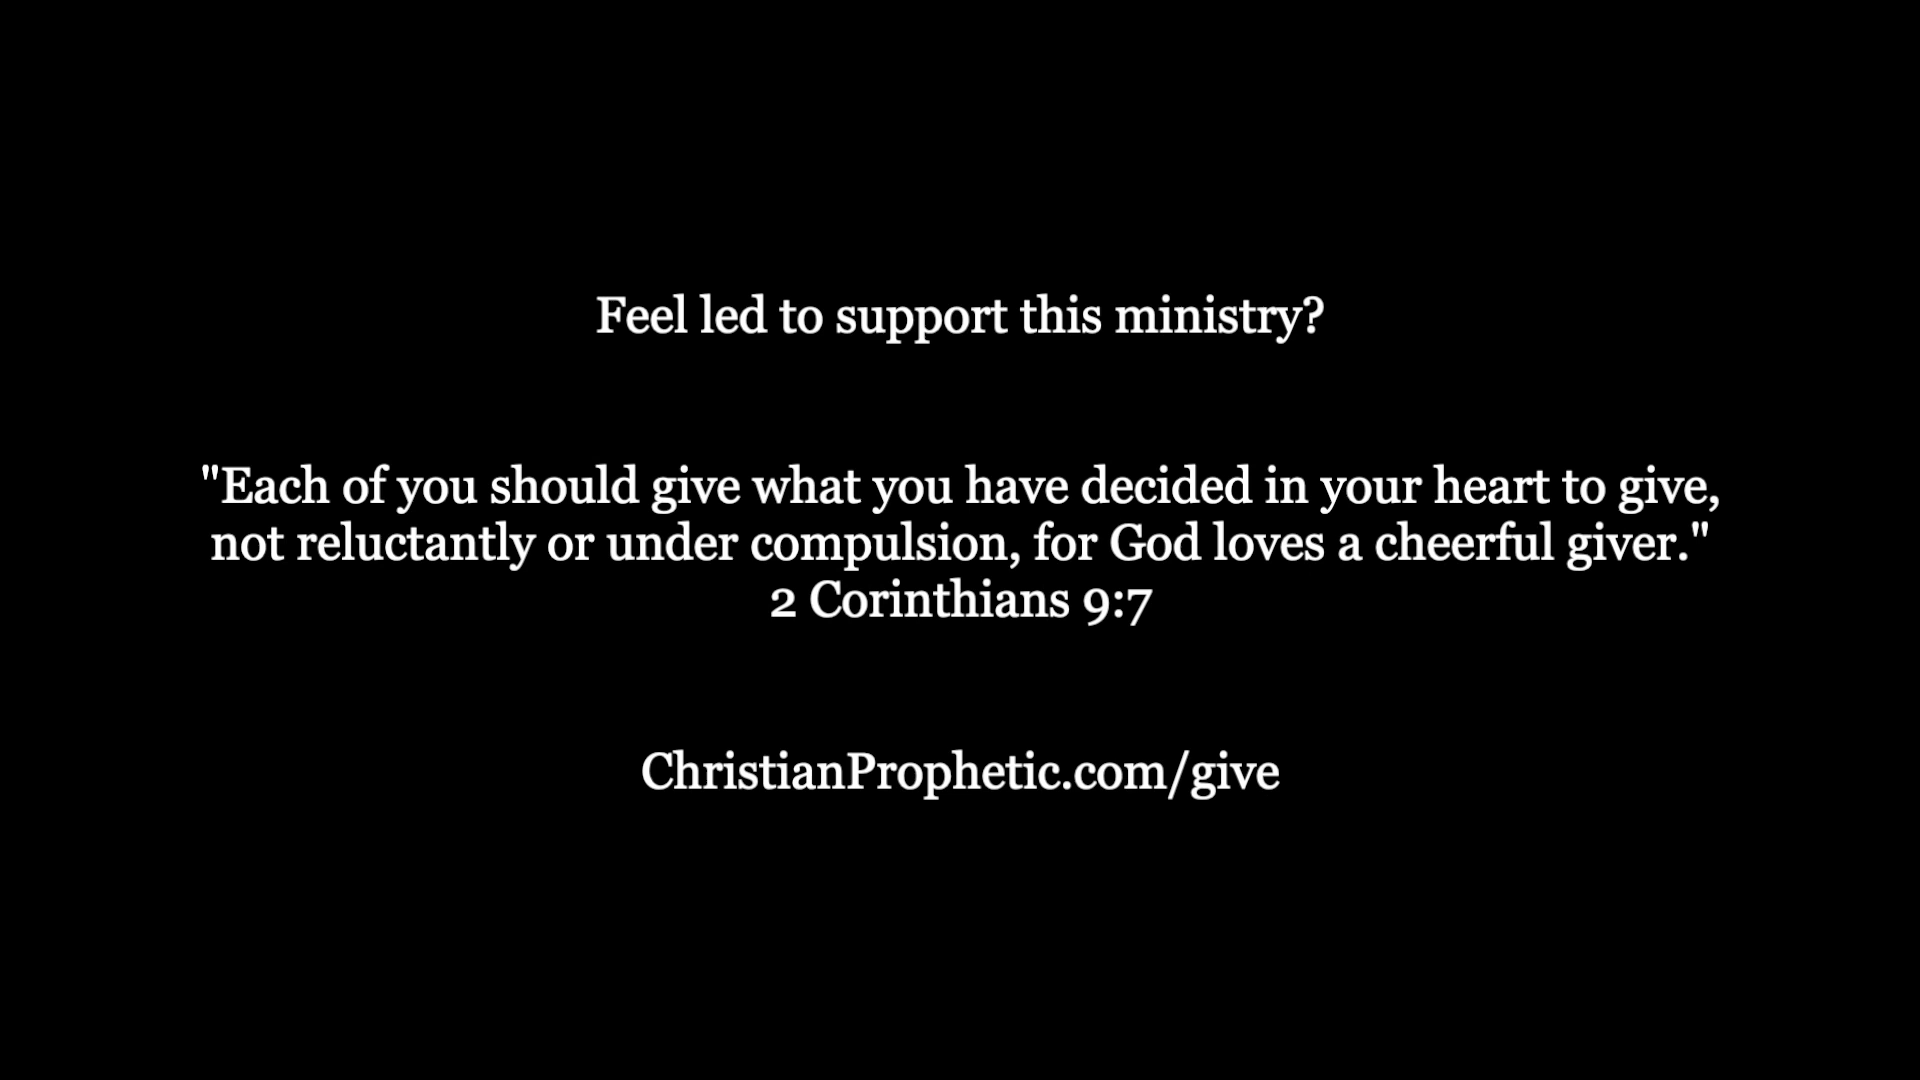 Feel led to support this ministry?
"Each of you should give what you have decided in your heart to give,
not reluctantly or under compulsion, for God loves a cheerful giver."
2 Corinthians 9:7
ChristianProphetic.com/give